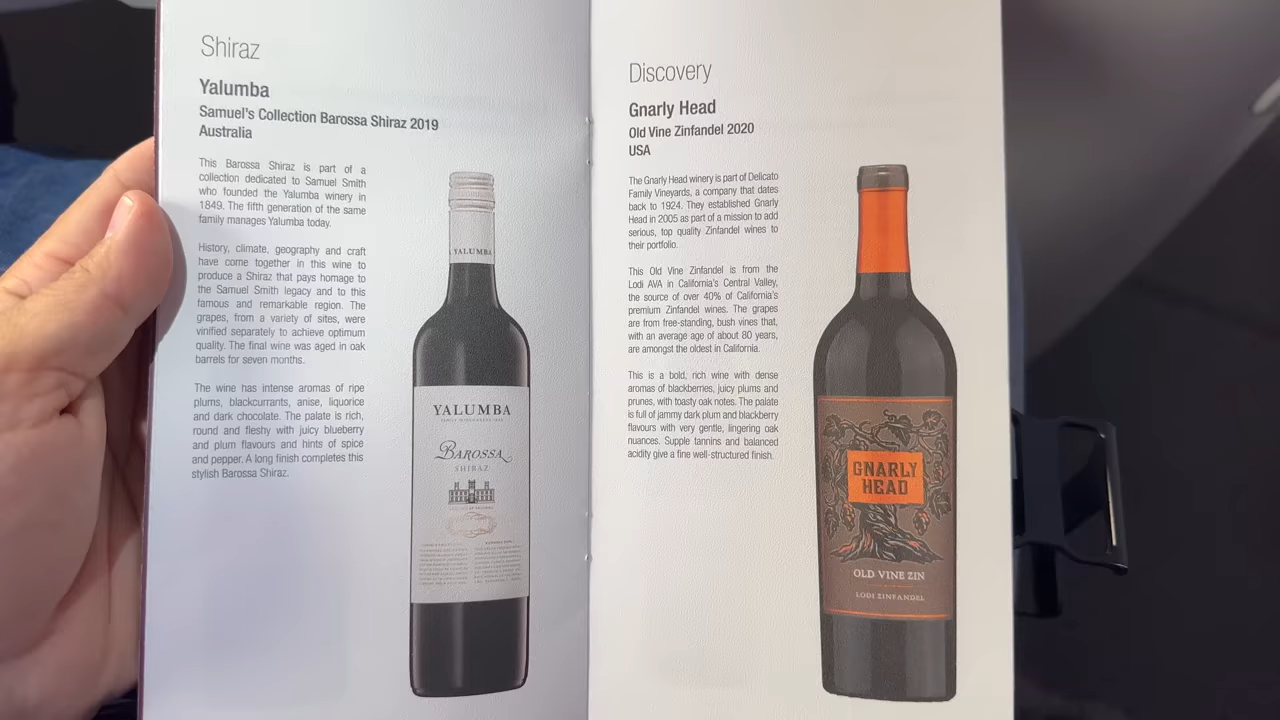 Shiraz
Yalumba
Samuel's Collection Barossa Shiraz 2019
Australia
This Barossa Shiraz is part of a
collection dedicated to Samuel Smith
who founded the Yalumba winery in
1849. The fifth generation of the same
family manages Yalumba today.
History, climate, geography and craft
have come together in this wine to
produce a Shiraz that pays homage to
the Samuel Smith legacy and to this
famous and remarkable region. The
grapes, from a variety of sites, were
vinified separately to achieve optimum
quality. The final wine was aged in oak
barrels for seven months.
The wine has intense aromas of ripe
plums, blackcurrants, anise, liquorice
and dark chocolate. The palate is rich,
round and fleshy with juicy blueberry
and plum flavours and hints of spice
and pepper. A long finish completes this
stylish Barossa Shiraz.
YALUMBA
YALUMBA
BAROSSA
SHIRAZ
Discovery
Gnarly Head
Old Vine Zinfandel 2020
USA
The Gnarly Head winery is part of Delicato
Family Vineyards, a company that dates
back to 1924. They established Gnarly
Head in 2005 as part of a mission to add
serious, top quality Zinfandel wines to
their portfolio.
This Old Vine Zinfandel is from the
Lodi AVA in California's Central Valley,
the source of over 40% of California's
premium Zinfandel wines. The grapes
are from free-standing, bush vines that,
with an average age of about 80 years,
are amongst the oldest in California.
This is a bold, rich wine with dense
aromas of blackberries, juicy plums and
prunes, with toasty oak notes. The palate
is full of jammy dark plum and blackberry
flavours with very gentle, lingering oak
nuances. Supple tannins and balanced
acidity give a fine well-structured finish.
GNARLY
HEAD
OLD VINE ZIN
LODI ZINFANDEL